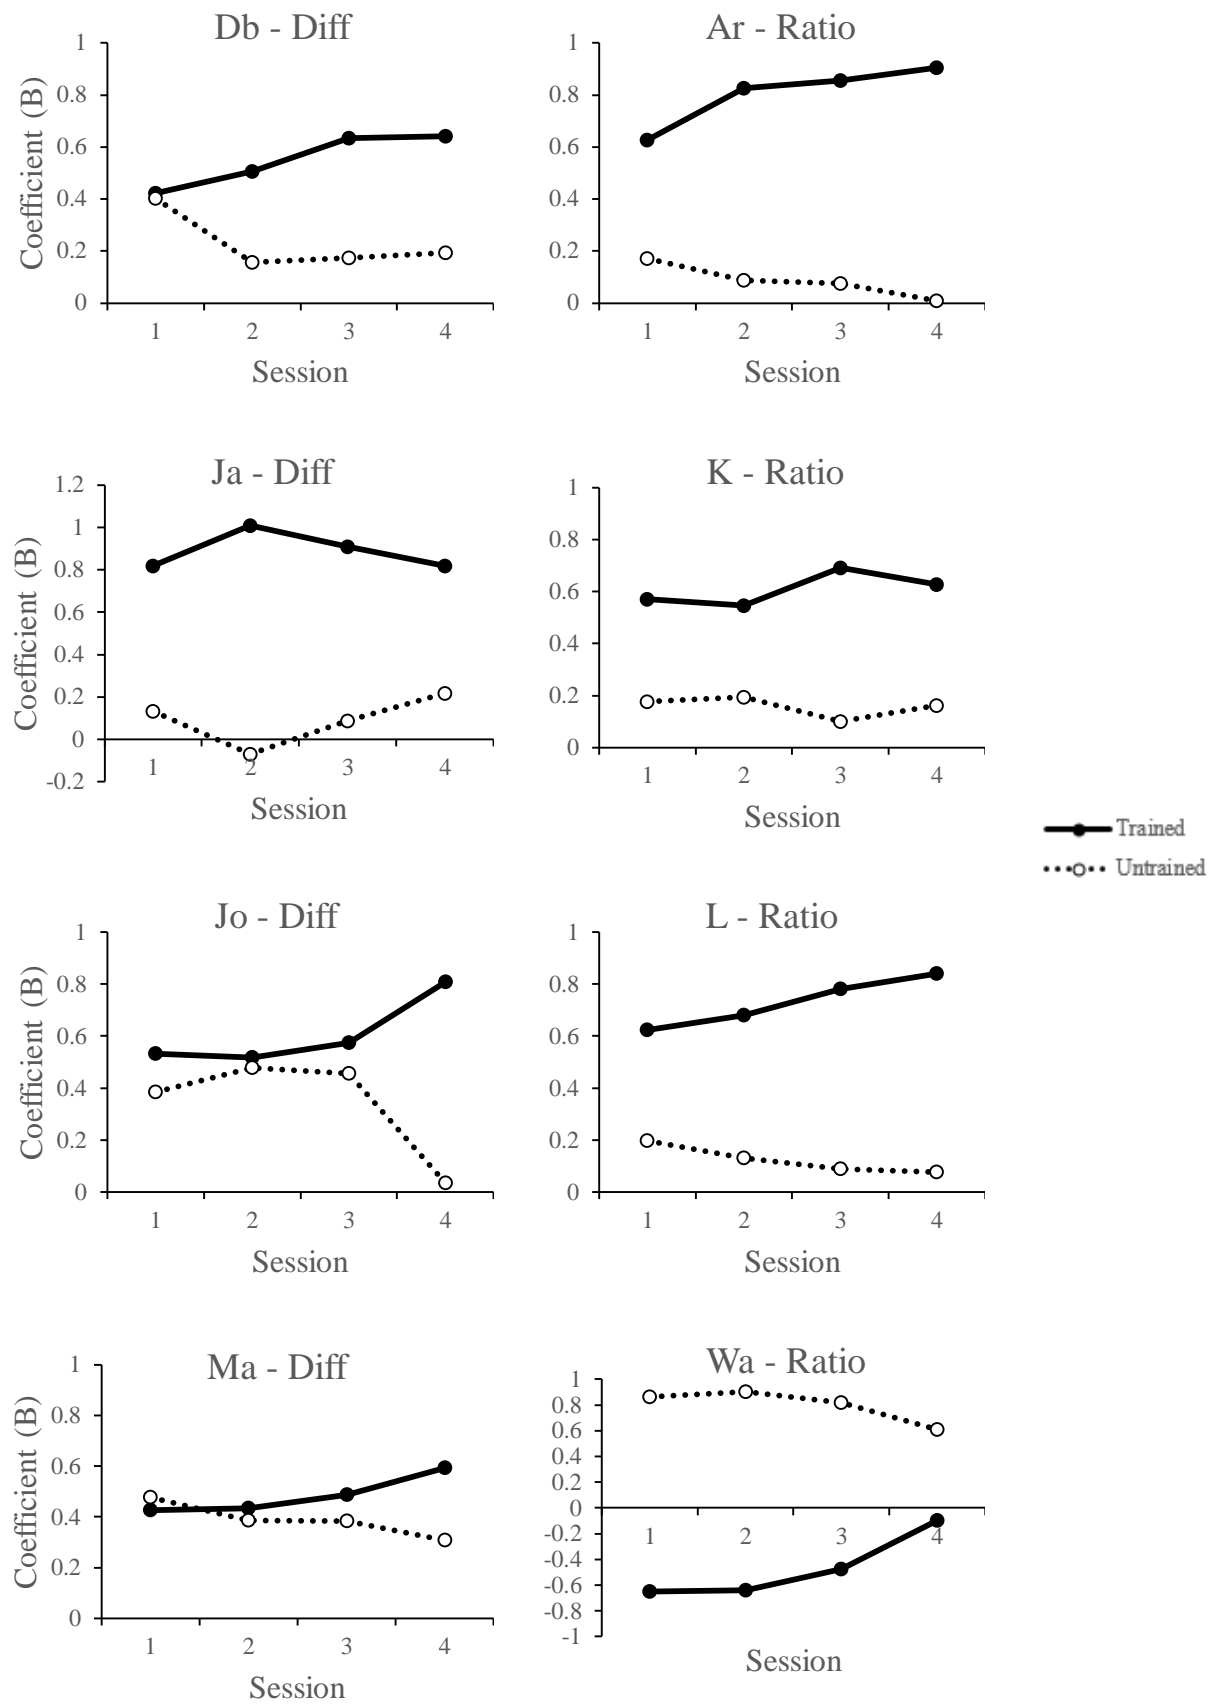 Db - Diff
Coefficient (B)
1
0.8
0.6
0.4
0.2
0
1 2 3 4
Session
Ar - Ratio
1
0.8
0.6
0.4
0.2
0
1 2 3 4
Session
Ja - Diff
Coefficient (B)
1.2
1
0.8
0.6
0.4
0.2
0
-0.2
1 2 3 4
Session
K - Ratio
1
0.8
0.6
0.4
0.2
0
1 2 3 4
Session
Trained
Untrained
Jo - Diff
Coefficient (B)
1
0.8
0.6
0.4
0.2
0
1 2 3 4
Session
L - Ratio
1
0.8
0.6
0.4
0.2
0
1 2 3 4
Session
Ma - Diff
Coefficient (B)
1
0.8
0.6
0.4
0.2
0
1 2 3 4
Session
Wa - Ratio
1
0.8
0.6
0.4
0.2
0
-0.2
-0.4
-0.6
-0.8
-1
1 2 3 4
Session